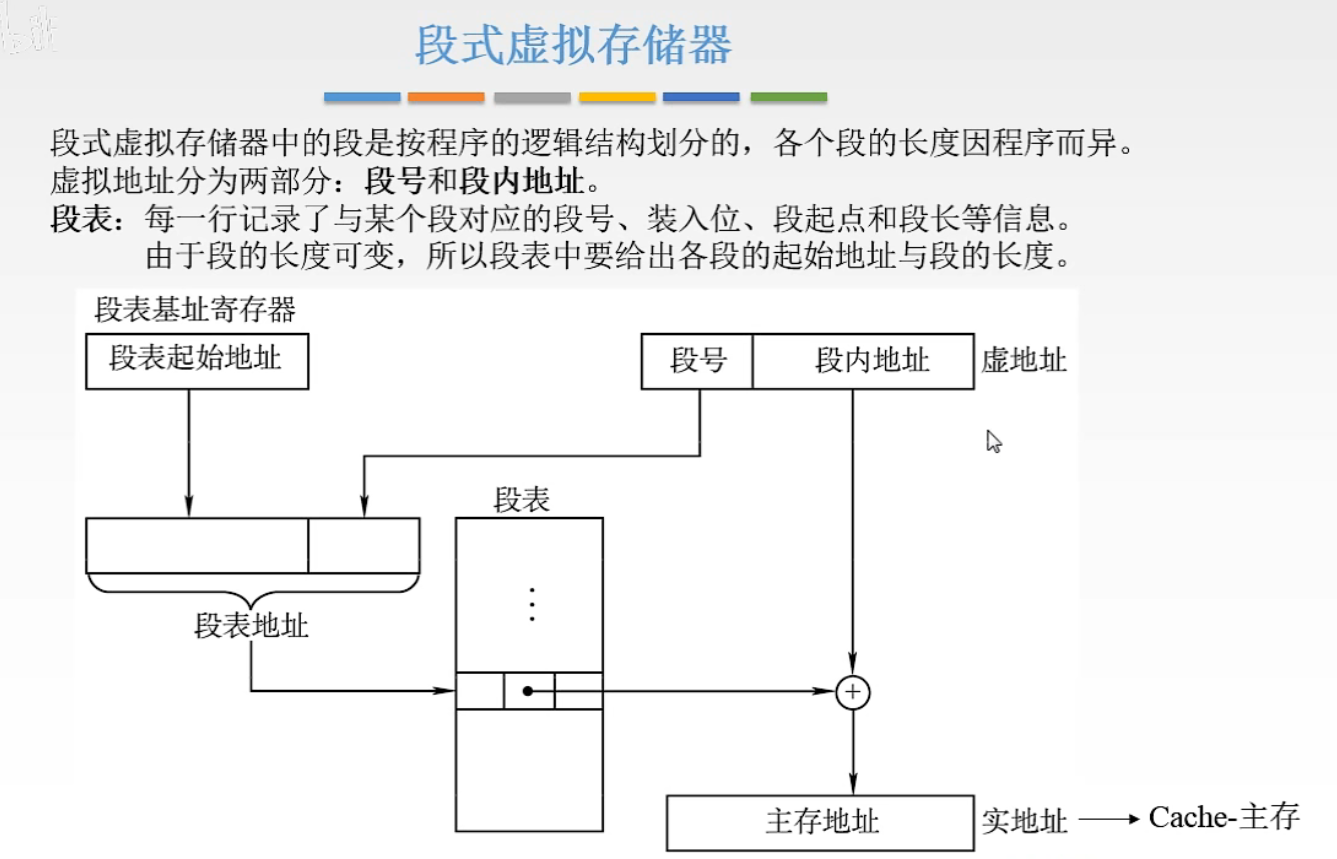 段式虚拟存储器
段式虚拟存储器中的段是按程序的逻辑结构划分的，各个段的长度因程序而异。
虚拟地址分为两部分：段号和段内地址。
段表：每一行记录了与某个段对应的段号、装入位、段起点和段长等信息。
由于段的长度可变，所以段表中要给出各段的起始地址与段的长度。
段表基址寄存器
段表起始地址
段号
段内地址
虚地址
段表
段表地址
+
主存地址
实地址
Cache-主存